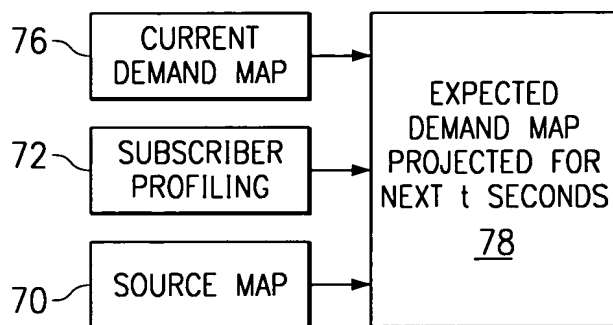 76
CURRENT
DEMAND MAP
72
SUBSCRIBER
PROFILING
70
SOURCE MAP
EXPECTED
DEMAND MAP
PROJECTED FOR
NEXT t SECONDS
78